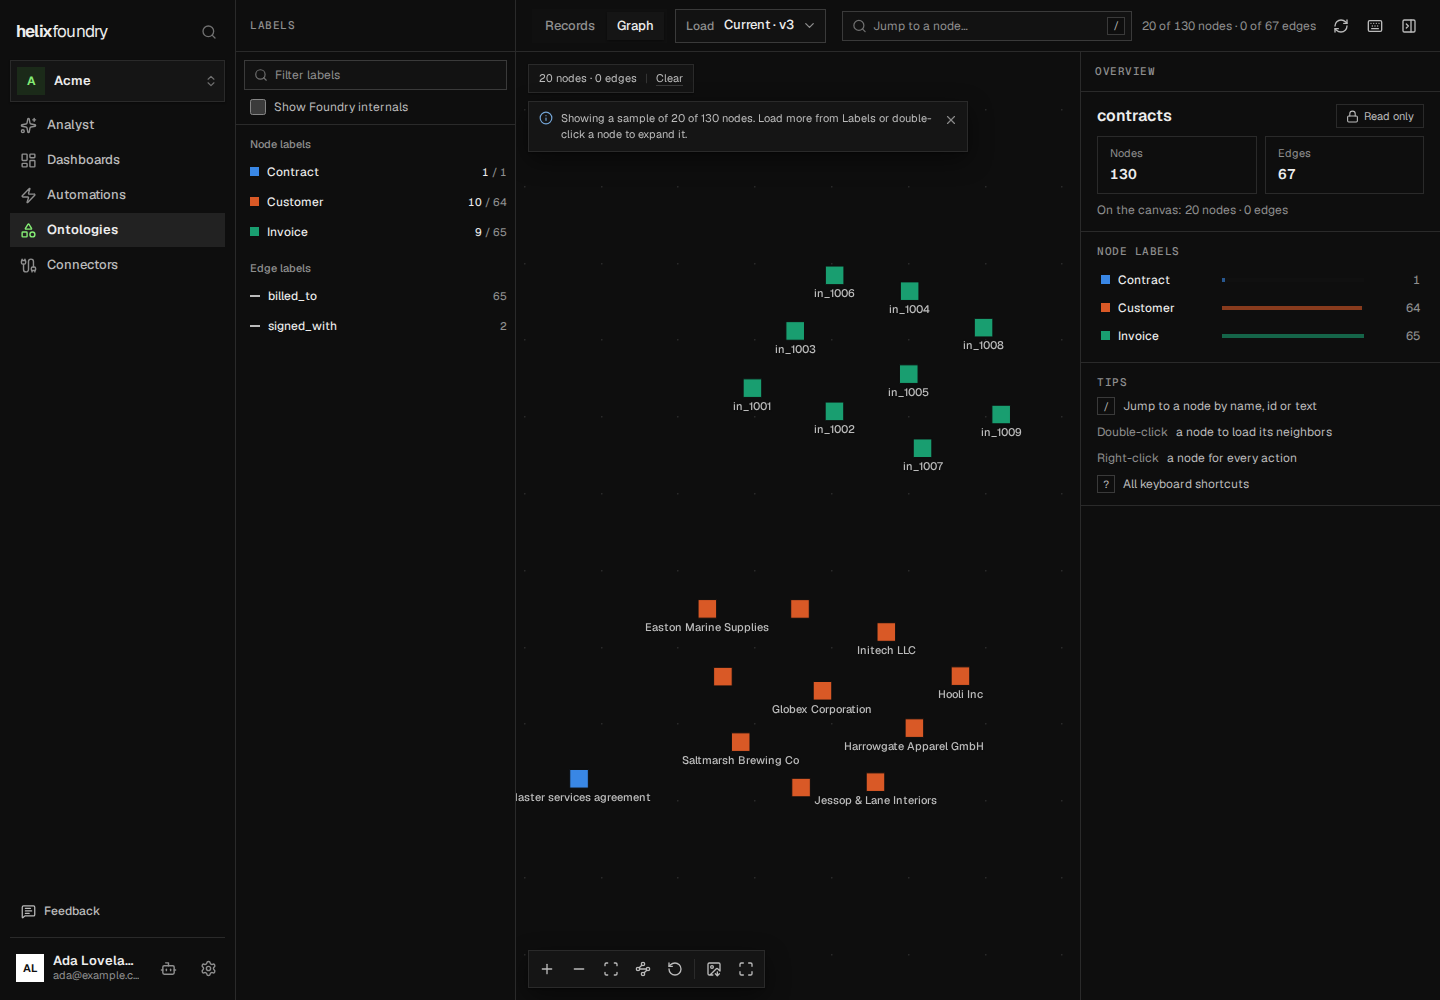 helixfoundry
A Acme
Analyst
Dashboards
Automations
Ontologies
Connectors
Feedback
AL Ada Lovela...
ada@example.c...
LABELS
Filter labels
Show Foundry internals
Node labels
Contract 1 / 1
Customer 10 / 64
Invoice 9 / 65
Edge labels
billed_to 65
signed_with 2
Records Graph Load Current · v3 Jump to a node... / 20 of 130 nodes · 0 of 67 edges
20 nodes · 0 edges Clear
Showing a sample of 20 of 130 nodes. Load more from Labels or double-
click a node to expand it.
in_1006
in_1004
in_1003
in_1008
in_1001
in_1005
in_1002
in_1009
in_1007
Easton Marine Supplies
Initech LLC
Hooli Inc
Globex Corporation
Harrowgate Apparel GmbH
Saltmarsh Brewing Co
aster services agreement
Jessop & Lane Interiors
OVERVIEW
contracts Read only
Nodes
130
Edges
67
On the canvas: 20 nodes · 0 edges
NODE LABELS
Contract 1
Customer 64
Invoice 65
TIPS
/ Jump to a node by name, id or text
Double-click a node to load its neighbors
Right-click a node for every action
? All keyboard shortcuts